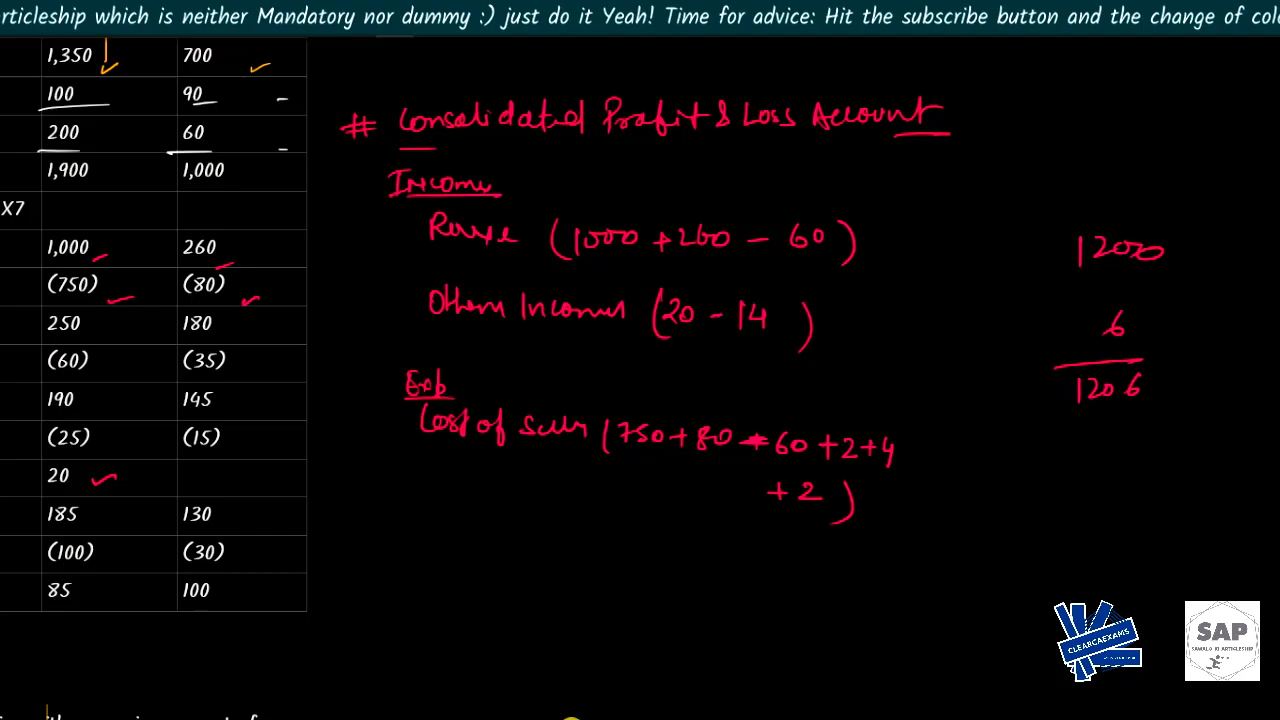 rticleship which is neither Mandatory nor dummy :) just do it Yeah! Time for advice: Hit the subscribe button and the change of col
1,350 700
100 90
200 60
1,900 1,000
X7
1,000 260
(750) (80)
250 180
(60) (35)
190 145
(25) (15)
20
185 130
(100) (30)
85 100
# Consolidated Profit & Loss Account
Income
(1000 + 260 - 60) 1200
Income (20 - 14) 6
1206
Exp
Cost of (750 + 80 - 60 + 2 + 4
+ 2)
CLEARCAEXAMS
SAP
SAMJLO KI ARTICLESHIP